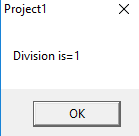 Project1
Division is=1
OK